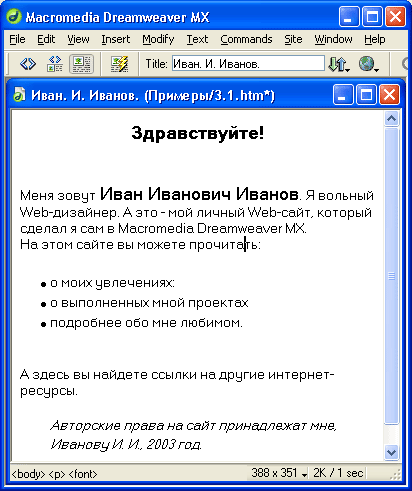 Macromedia Dreamweaver MX
File Edit View Insert Modify Text Commands Site Window Help
Title: Иван. И. Иванов.
Иван. И. Иванов. (Примеры/3.1.htm*)
Здравствуйте!
Меня зовут Иван Иванович Иванов. Я вольный
Web-дизайнер. А это - мой личный Web-сайт, который
сделал я сам в Macromedia Dreamweaver MX.
На этом сайте вы можете прочитать:
• о моих увлечениях:
• о выполненных мной проектах
• подробнее обо мне любимом.
А здесь вы найдете ссылки на другие интернет-
ресурсы.
Авторские права на сайт принадлежат мне,
Иванову И. И., 2003 год.
<body> <p> <font> 388 x 351 2K / 1 sec